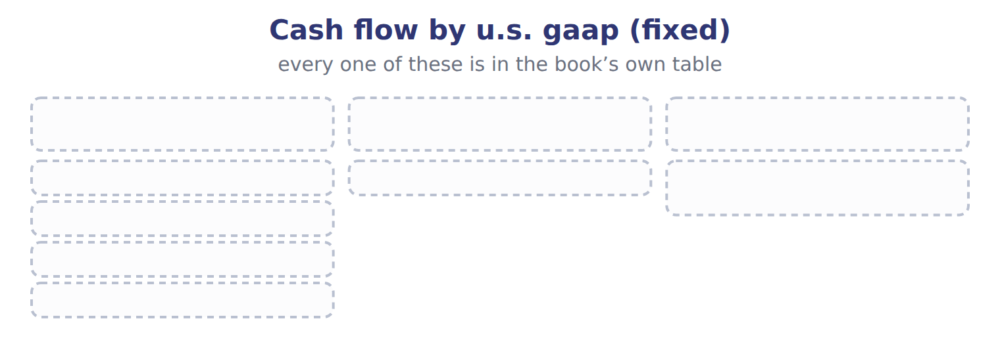 Cash flow by u.s. gaap (fixed)
every one of these is in the book’s own table